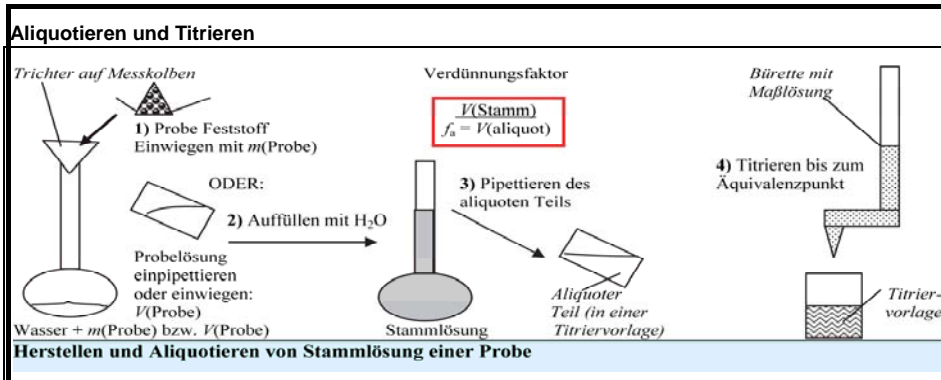 Aliquotieren und Titrieren
Trichter auf Messkolben
1) Probe Feststoff
Einwiegen mit m(Probe)
ODER:
2) Auffüllen mit H₂O
Probelösung
einpipettieren
oder einwiegen:
V(Probe)
Wasser + m(Probe) bzw. V(Probe)
Verdünnungsfaktor
V(Stamm)
fₐ = V(aliquot)
3) Pipettieren des
aliquoten Teils
Stammlösung
Aliquoter
Teil (in einer
Titriervorlage)
Bürette mit
Maßlösung
4) Titrieren bis zum
Äquivalenzpunkt
Titrier-
vorlage
Herstellen und Aliquotieren von Stammlösung einer Probe